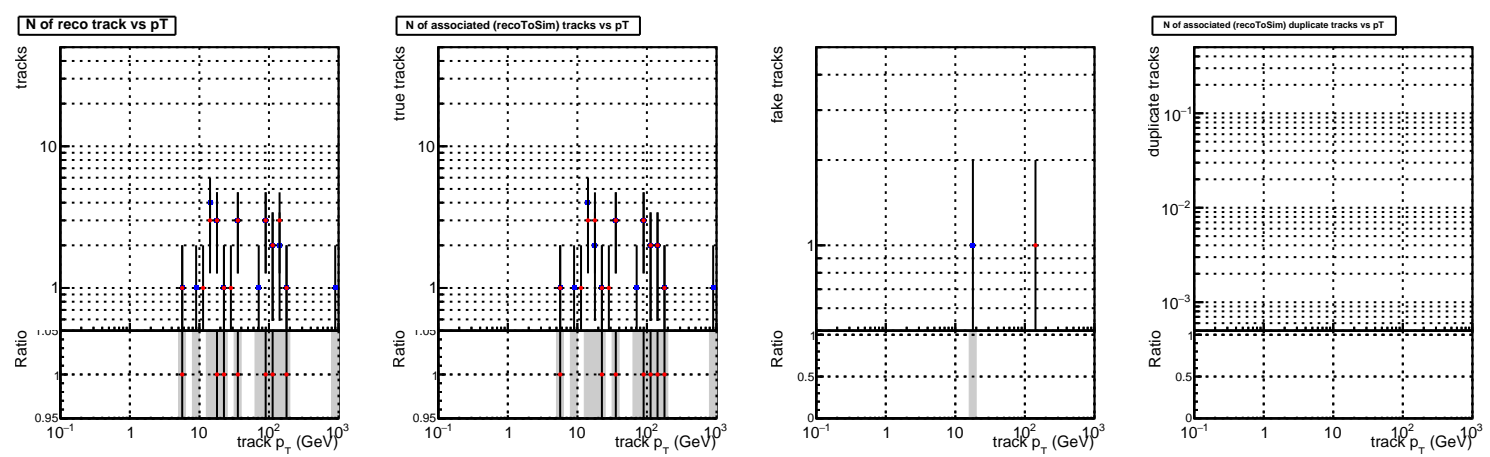 N of reco track vs pT
tracks
10
1
Ratio
1.05
1
0.95
10⁻¹ 1 10 10² 10³
track p_T (GeV)
N of associated (recoToSim) tracks vs pT
true tracks
10
1
Ratio
1.05
1
0.95
10⁻¹ 1 10 10² 10³
track p_T (GeV)
fake tracks
1
Ratio
1
0.5
0
10⁻¹ 1 10 10² 10³
track p_T (GeV)
N of associated (recoToSim) duplicate tracks vs pT
duplicate tracks
10⁻¹
10⁻²
10⁻³
Ratio
1
0.5
0
10⁻¹ 1 10 10² 10³
track p_T (GeV)